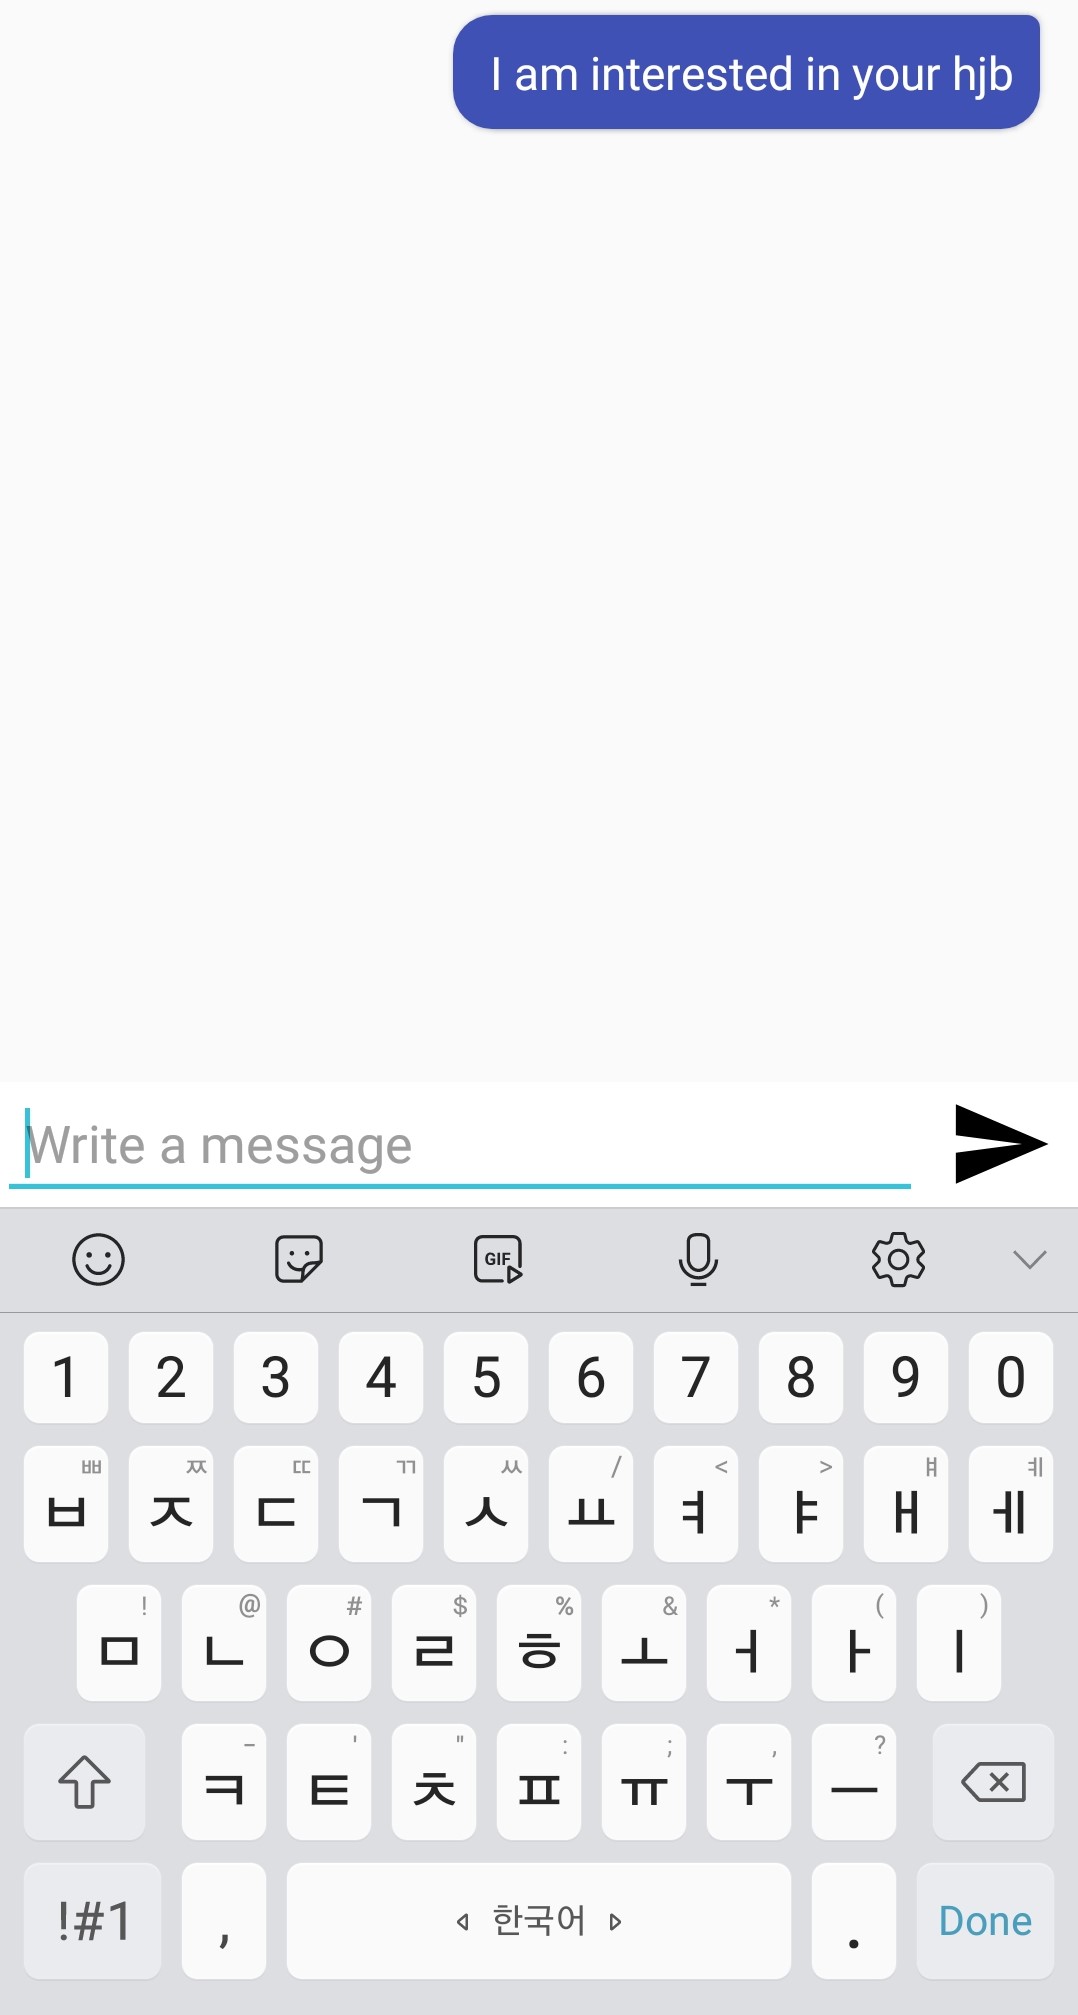 I am interested in your hjb
Write a message
GIF
1 2 3 4 5 6 7 8 9 0
ㅃ ㅉ ㄸ ㄲ ㅆ / < > ㅒ ㅖ
ㅂ ㅈ ㄷ ㄱ ㅅ ㅛ ㅕ ㅑ ㅐ ㅔ
! @ # $ % & * ( )
ㅁ ㄴ ㅇ ㄹ ㅎ ㅗ ㅓ ㅏ ㅣ
- ' " : ; , ?
ㅋ ㅌ ㅊ ㅍ ㅠ ㅜ ㅡ
!#1 , 한국어 . Done